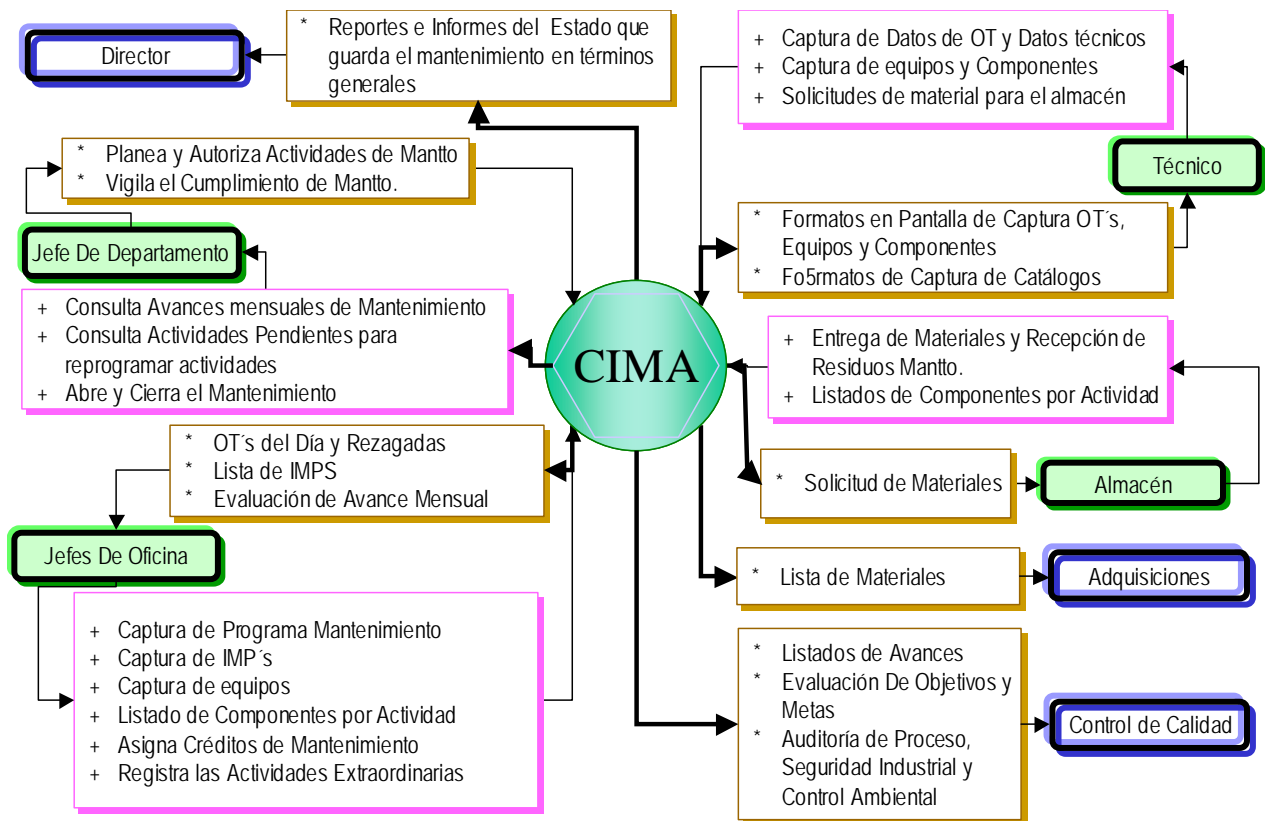 Director
* Reportes e Informes del Estado que
guarda el mantenimiento en términos
generales
+ Captura de Datos de OT y Datos técnicos
+ Captura de equipos y Componentes
+ Solicitudes de material para el almacén
* Planea y Autoriza Actividades de Mantto
* Vigila el Cumplimiento de Mantto.
Técnico
Jefe De Departamento
* Formatos en Pantalla de Captura OT´s,
Equipos y Componentes
* Fo5rmatos de Captura de Catálogos
+ Consulta Avances mensuales de Mantenimiento
+ Consulta Actividades Pendientes para
reprogramar actividades
+ Abre y Cierra el Mantenimiento
CIMA
+ Entrega de Materiales y Recepción de
Residuos Mantto.
+ Listados de Componentes por Actividad
* OT´s del Día y Rezagadas
* Lista de IMPS
* Evaluación de Avance Mensual
* Solicitud de Materiales
Almacén
Jefes De Oficina
* Lista de Materiales
Adquisiciones
+ Captura de Programa Mantenimiento
+ Captura de IMP´s
+ Captura de equipos
+ Listado de Componentes por Actividad
+ Asigna Créditos de Mantenimiento
+ Registra las Actividades Extraordinarias
* Listados de Avances
* Evaluación De Objetivos y
Metas
* Auditoría de Proceso,
Seguridad Industrial y
Control Ambiental
Control de Calidad